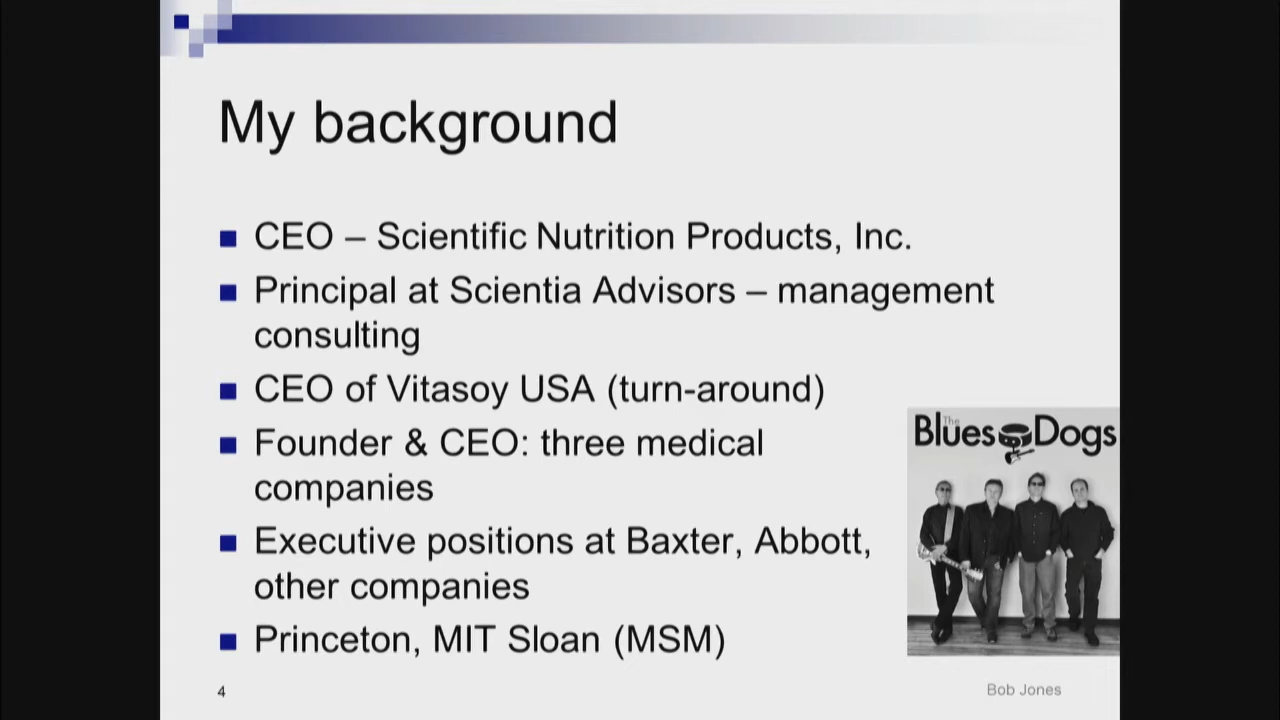 My background
CEO – Scientific Nutrition Products, Inc.
Principal at Scientia Advisors – management
consulting
CEO of Vitasoy USA (turn-around)
Founder & CEO: three medical
companies
Executive positions at Baxter, Abbott,
other companies
Princeton, MIT Sloan (MSM)
The Blues Dogs
4
Bob Jones